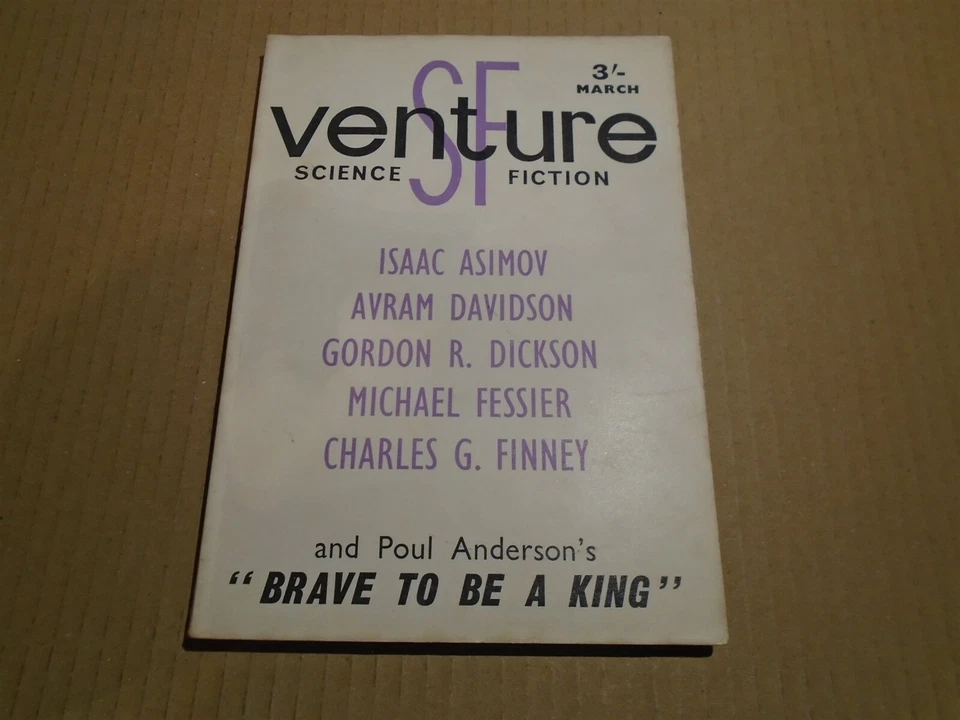 SF
3/-
MARCH
venture
SCIENCE FICTION
ISAAC ASIMOV
AVRAM DAVIDSON
GORDON R. DICKSON
MICHAEL FESSIER
CHARLES G. FINNEY
and Poul Anderson's
“BRAVE TO BE A KING”